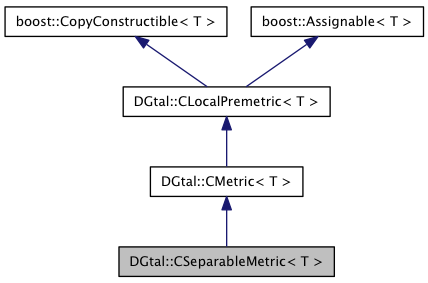 boost::CopyConstructible< T >
boost::Assignable< T >
DGtal::CLocalPremetric< T >
DGtal::CMetric< T >
DGtal::CSeparableMetric< T >